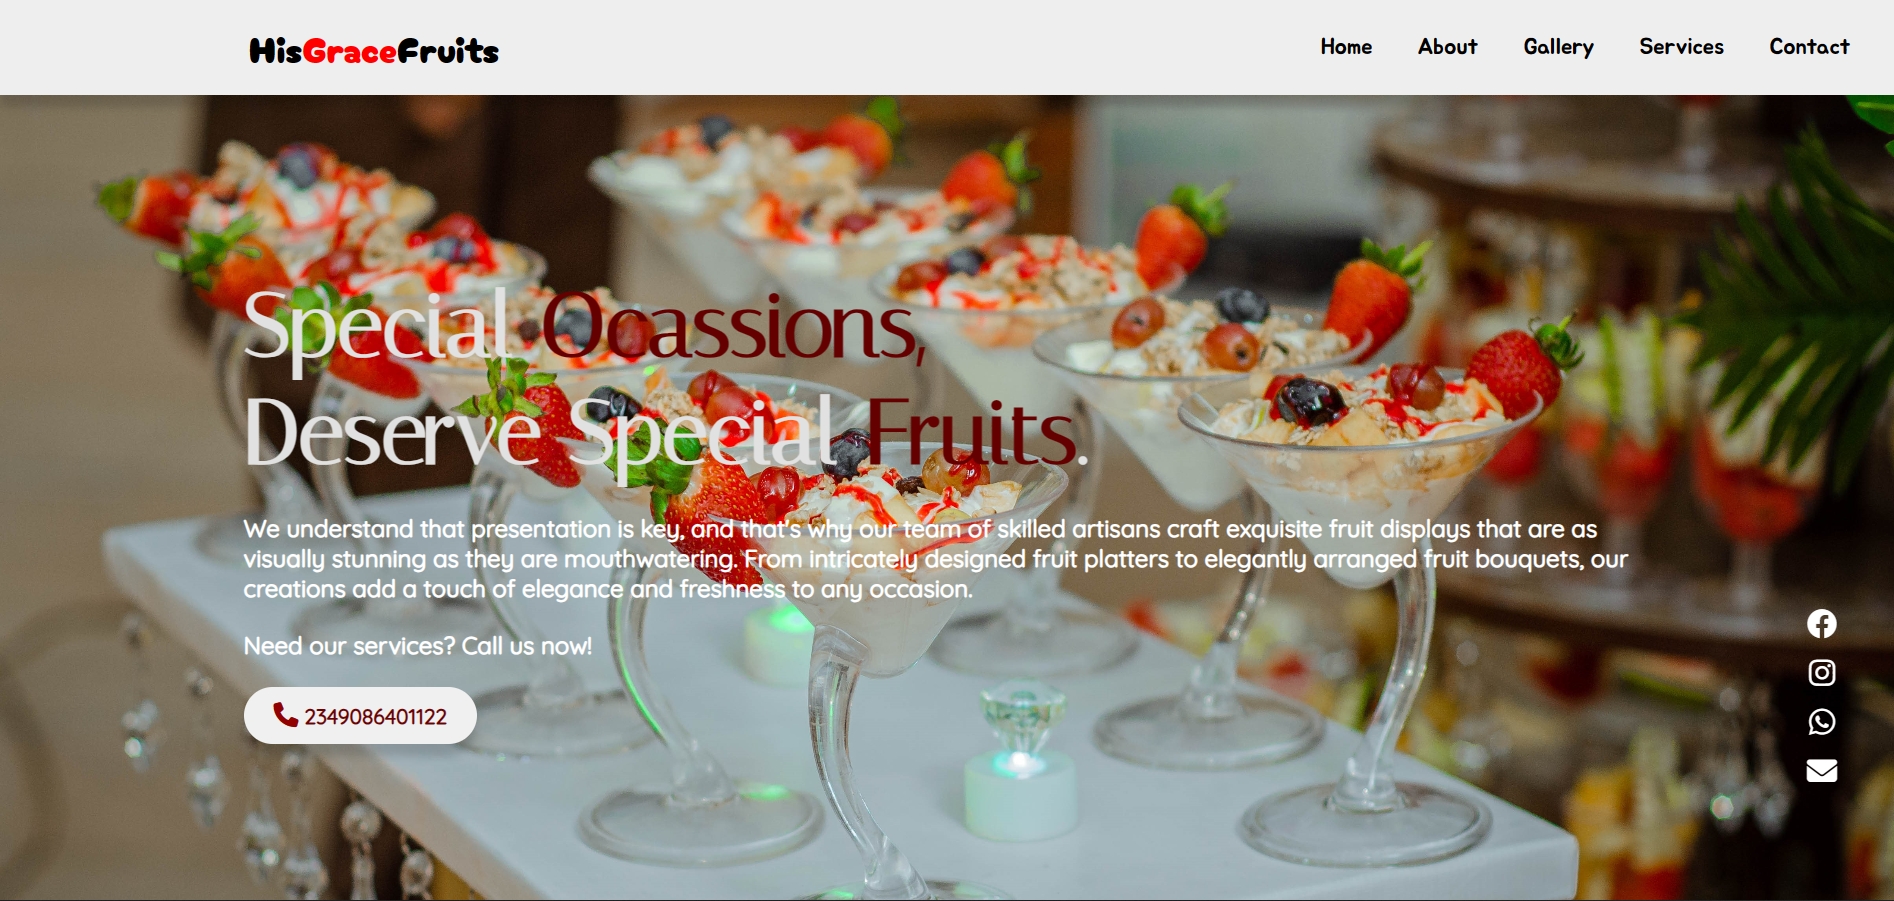 HisGraceFruits
Home About Gallery Services Contact
Special Ocassions,
Deserve Special Fruits.
We understand that presentation is key, and that's why our team of skilled artisans craft exquisite fruit displays that are as
visually stunning as they are mouthwatering. From intricately designed fruit platters to elegantly arranged fruit bouquets, our
creations add a touch of elegance and freshness to any occasion.
Need our services? Call us now!
2349086401122